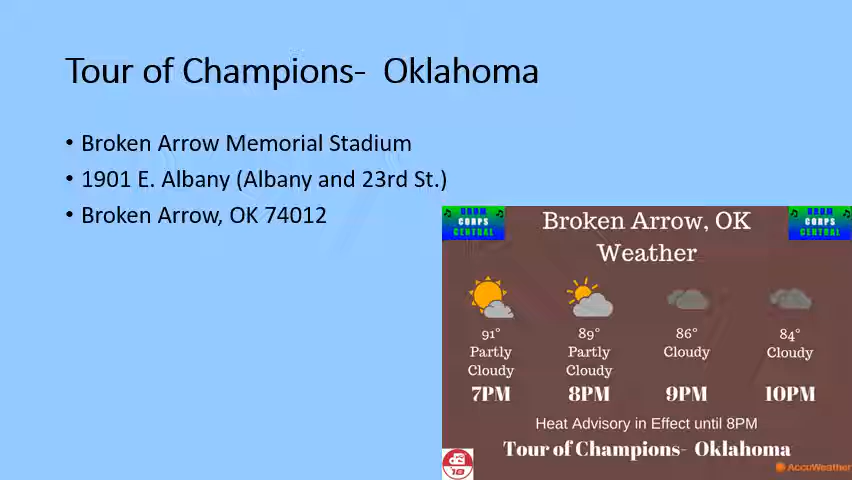 Tour of Champions-  Oklahoma
• Broken Arrow Memorial Stadium
• 1901 E. Albany (Albany and 23rd St.)
• Broken Arrow, OK 74012
DRUM CORPS CENTRAL
Broken Arrow, OK
Weather
DRUM CORPS CENTRAL
91° 89° 86° 84°
Partly Cloudy Partly Cloudy Cloudy Cloudy
7PM 8PM 9PM 10PM
Heat Advisory in Effect until 8PM
Tour of Champions-  Oklahoma
18
AccuWeather